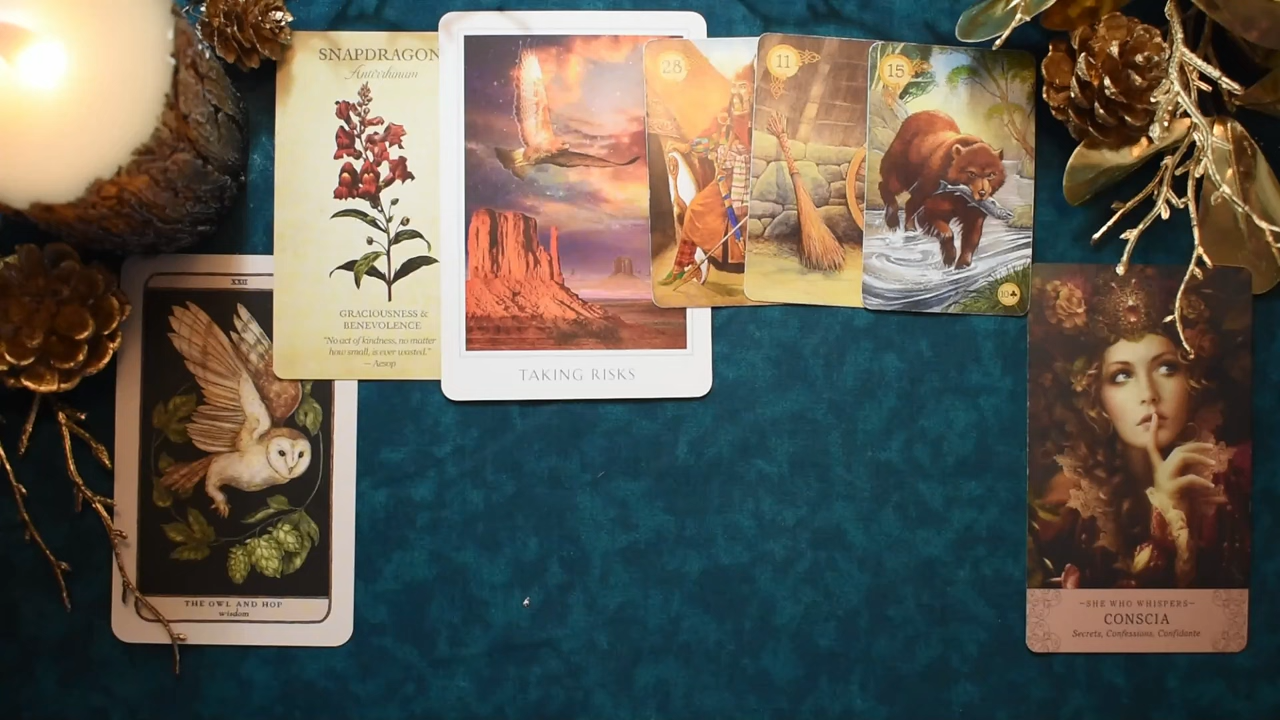 SNAPDRAGON
Antirrhinum
GRACIOUSNESS &
BENEVOLENCE
"No act of kindness, no matter
how small, is ever wasted."
— Aesop
TAKING RISKS
28
11
15
10♣
XXII
THE OWL AND HOP
wisdom
~SHE WHO WHISPERS~
CONSCIA
Secrets, Confessions, Confidante